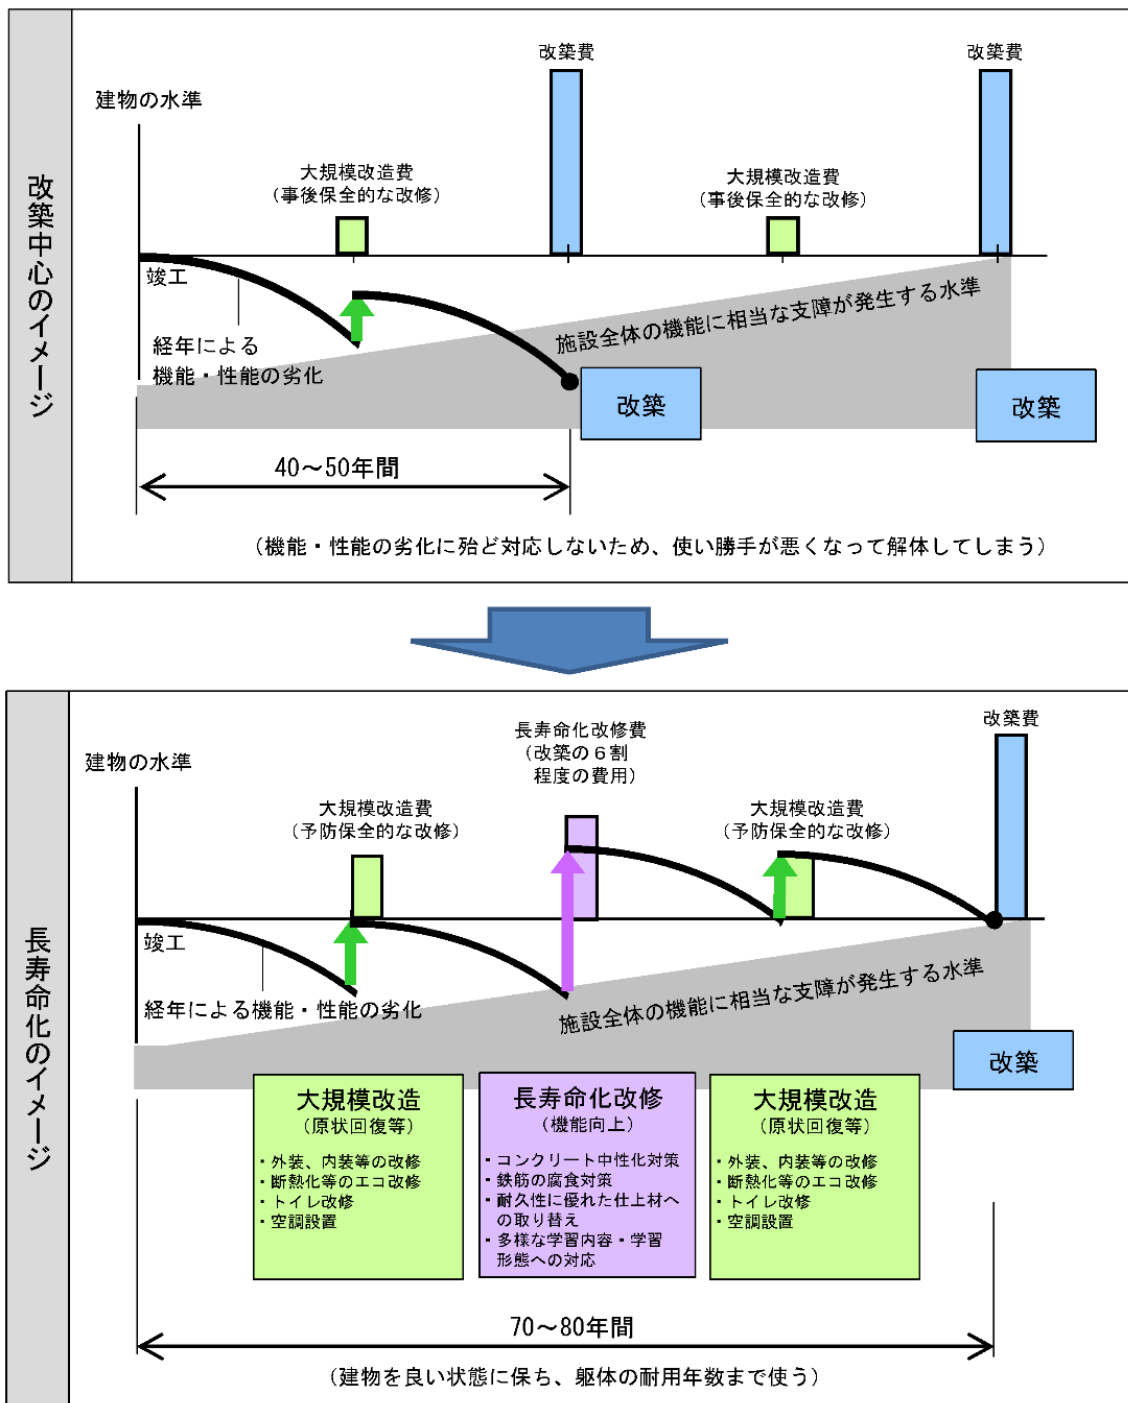 改築中心のイメージ
改築費
改築費
建物の水準
大規模改造費
（事後保全的な改修）
大規模改造費
（事後保全的な改修）
竣工
経年による
機能・性能の劣化
施設全体の機能に相当な支障が発生する水準
改築
改築
40～50年間
（機能・性能の劣化に殆ど対応しないため、使い勝手が悪くなって解体してしまう）
長寿命化のイメージ
改築費
長寿命化改修費
（改築の６割
程度の費用）
建物の水準
大規模改造費
（予防保全的な改修）
大規模改造費
（予防保全的な改修）
竣工
経年による機能・性能の劣化
施設全体の機能に相当な支障が発生する水準
改築
大規模改造
（原状回復等）
・外装、内装等の改修
・断熱化等のエコ改修
・トイレ改修
・空調設置
長寿命化改修
（機能向上）
・コンクリート中性化対策
・鉄筋の腐食対策
・耐久性に優れた仕上材へ
の取り替え
・多様な学習内容・学習
形態への対応
大規模改造
（原状回復等）
・外装、内装等の改修
・断熱化等のエコ改修
・トイレ改修
・空調設置
70～80年間
（建物を良い状態に保ち、躯体の耐用年数まで使う）